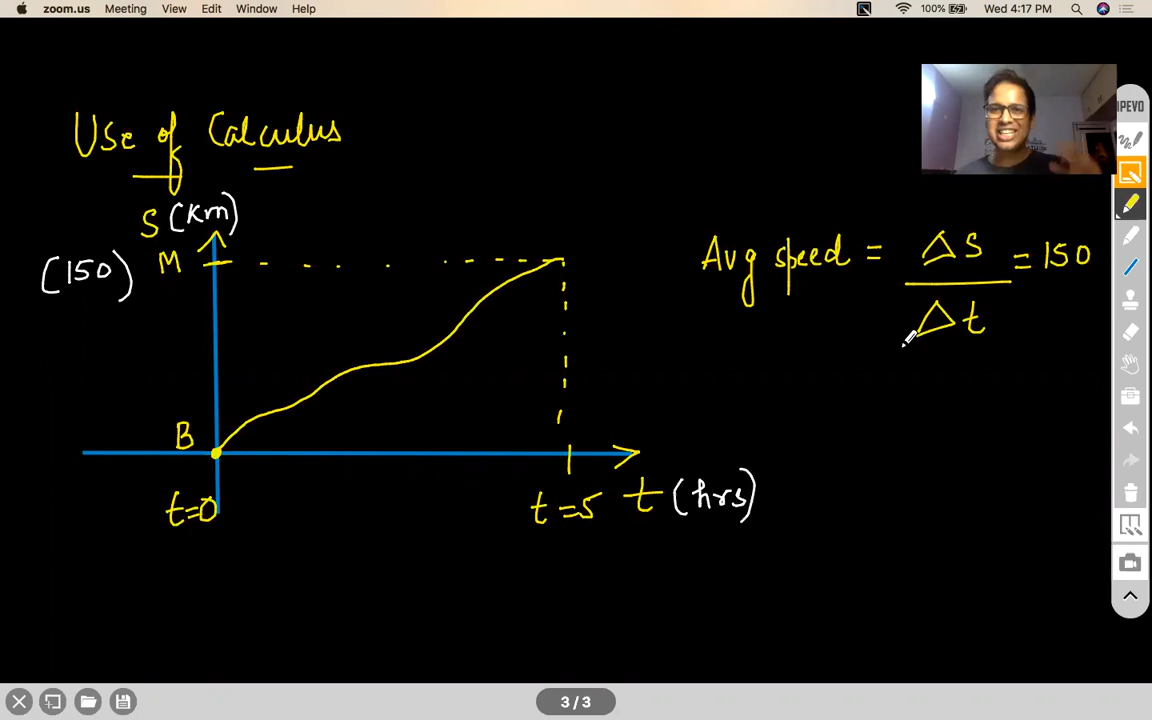 zoom.us Meeting View Edit Window Help
100% Wed 4:17 PM
IPEVO
Use of Calculus
S (Km)
(150) M
Avg speed = ΔS / Δt = 150
B
t=0
t=5
t (hrs)
3 / 3